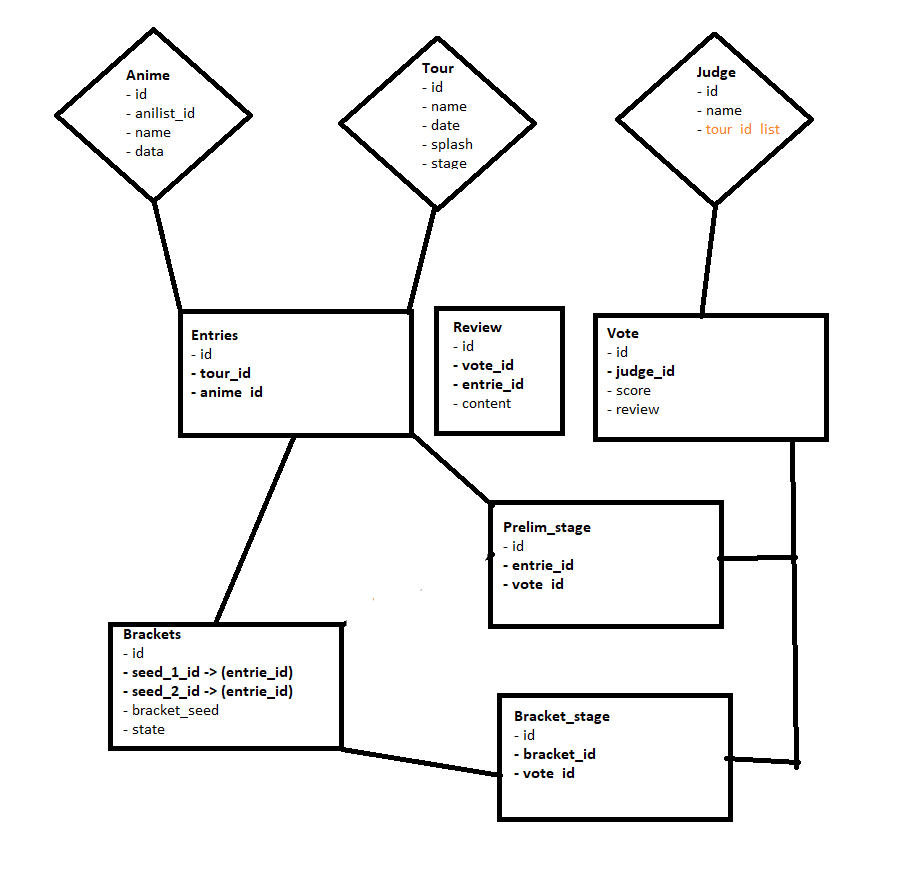 Anime
- id
- anilist_id
- name
- data
Tour
- id
- name
- date
- splash
- stage
Judge
- id
- name
- tour_id_list
Entries
- id
- tour_id
- anime_id
Review
- id
- vote_id
- entrie_id
- content
Vote
- id
- judge_id
- score
- review
Prelim_stage
- id
- entrie_id
- vote_id
Brackets
- id
- seed_1_id -> (entrie_id)
- seed_2_id -> (entrie_id)
- bracket_seed
- state
Bracket_stage
- id
- bracket_id
- vote_id